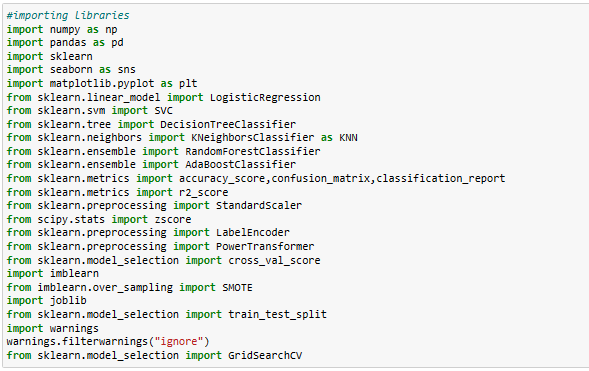 #importing libraries
import numpy as np
import pandas as pd
import sklearn
import seaborn as sns
import matplotlib.pyplot as plt
from sklearn.linear_model import LogisticRegression
from sklearn.svm import SVC
from sklearn.tree import DecisionTreeClassifier
from sklearn.neighbors import KNeighborsClassifier as KNN
from sklearn.ensemble import RandomForestClassifier
from sklearn.ensemble import AdaBoostClassifier
from sklearn.metrics import accuracy_score,confusion_matrix,classification_report
from sklearn.metrics import r2_score
from sklearn.preprocessing import StandardScaler
from scipy.stats import zscore
from sklearn.preprocessing import LabelEncoder
from sklearn.preprocessing import PowerTransformer
from sklearn.model_selection import cross_val_score
import imblearn
from imblearn.over_sampling import SMOTE
import joblib
from sklearn.model_selection import train_test_split
import warnings
warnings.filterwarnings("ignore")
from sklearn.model_selection import GridSearchCV